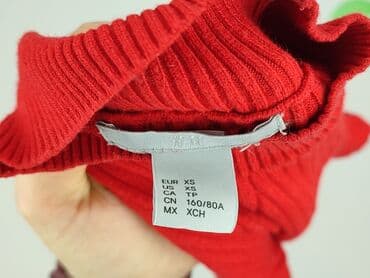 EUR XS
US XS
CA TP
CN 160/80A
MX XCH